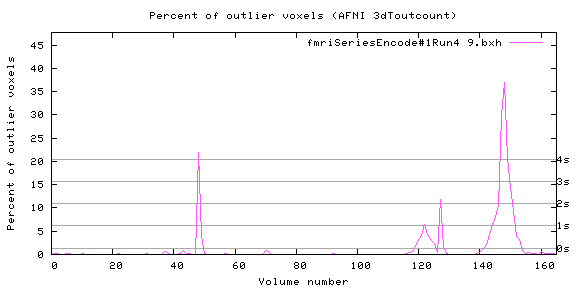 Percent of outlier voxels (AFNI 3dToutcount)
fmriSeriesEncode#1Run4 9.bxh
Percent of outlier voxels
45
40
35
30
25
20
15
10
5
0
4s
3s
2s
1s
0s
0 20 40 60 80 100 120 140 160
Volume number